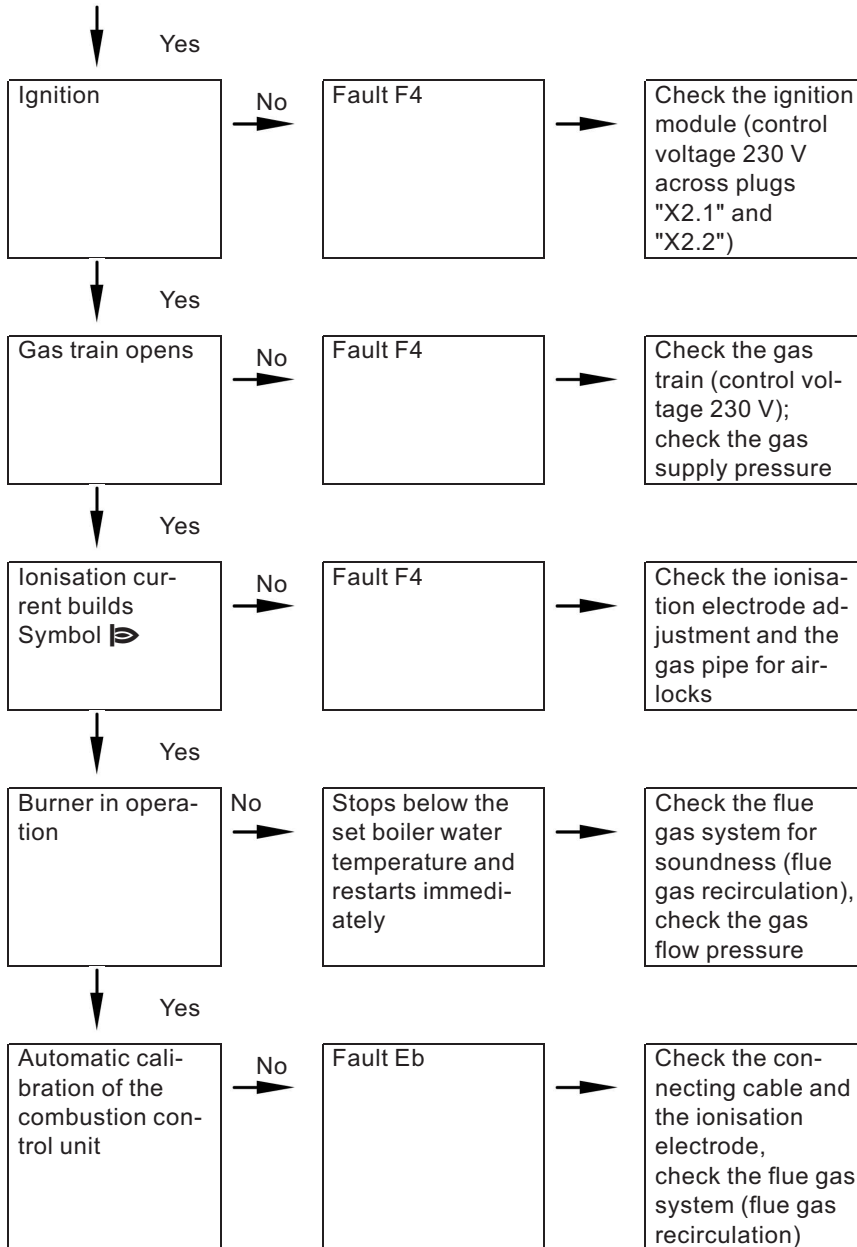 Yes
Ignition
No
Fault F4
Check the ignition
module (control
voltage 230 V
across plugs
"X2.1" and
"X2.2")
Yes
Gas train opens
No
Fault F4
Check the gas
train (control vol-
tage 230 V);
check the gas
supply pressure
Yes
Ionisation cur-
rent builds
Symbol
No
Fault F4
Check the ionisa-
tion electrode ad-
justment and the
gas pipe for air-
locks
Yes
Burner in opera-
tion
No
Stops below the
set boiler water
temperature and
restarts immedi-
ately
Check the flue
gas system for
soundness (flue
gas recirculation),
check the gas
flow pressure
Yes
Automatic cali-
bration of the
combustion con-
trol unit
No
Fault Eb
Check the con-
necting cable and
the ionisation
electrode,
check the flue gas
system (flue gas
recirculation)